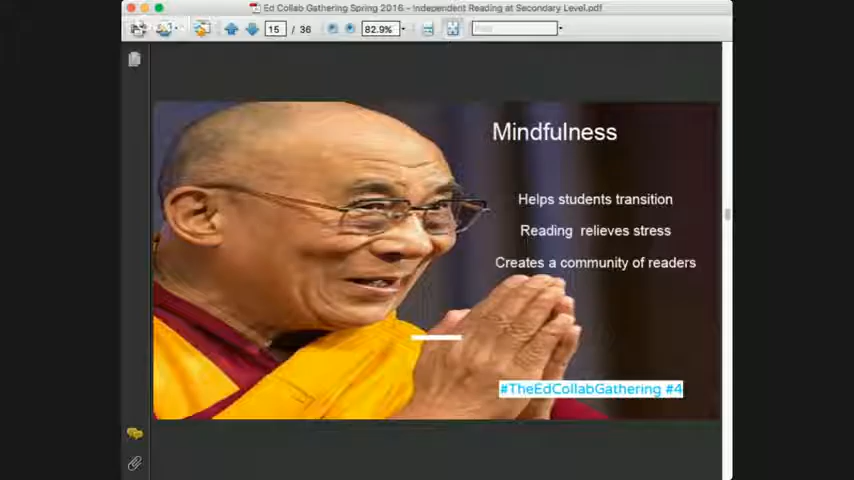 Ed Collab Gathering Spring 2016 - Independent Reading at Secondary Level.pdf
15 / 36
82.9%
Mindfulness
Helps students transition
Reading relieves stress
Creates a community of readers
#TheEdCollabGathering #4